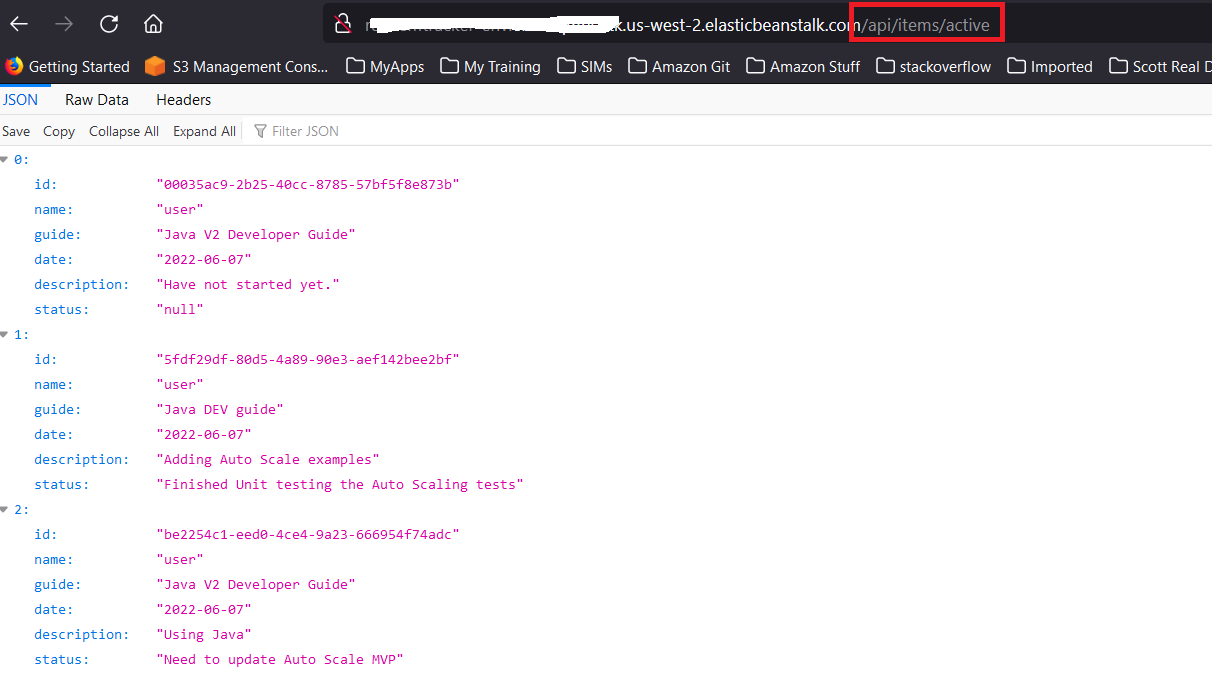 k.us-west-2.elasticbeanstalk.com/api/items/active
Getting Started S3 Management Cons... MyApps My Training SIMs Amazon Git Amazon Stuff stackoverflow Imported Scott Real D
JSON Raw Data Headers
Save Copy Collapse All Expand All Filter JSON
0:
id: "00035ac9-2b25-40cc-8785-57bf5f8e873b"
name: "user"
guide: "Java V2 Developer Guide"
date: "2022-06-07"
description: "Have not started yet."
status: "null"
1:
id: "5fdf29df-80d5-4a89-90e3-aef142bee2bf"
name: "user"
guide: "Java DEV guide"
date: "2022-06-07"
description: "Adding Auto Scale examples"
status: "Finished Unit testing the Auto Scaling tests"
2:
id: "be2254c1-eed0-4ce4-9a23-666954f74adc"
name: "user"
guide: "Java V2 Developer Guide"
date: "2022-06-07"
description: "Using Java"
status: "Need to update Auto Scale MVP"